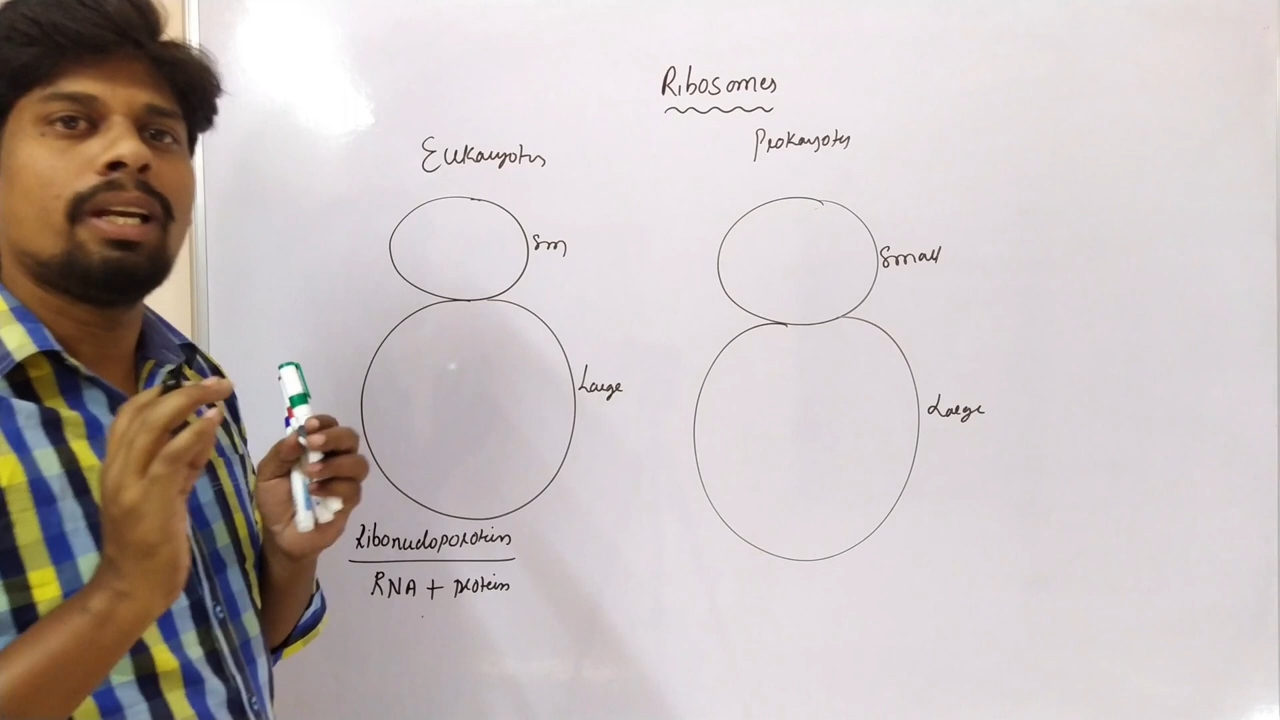 Ribosomes
Eukaryotes
Prokaryotes
Sm
Small
Large
Large
Ribonucleoprotein
RNA + protein